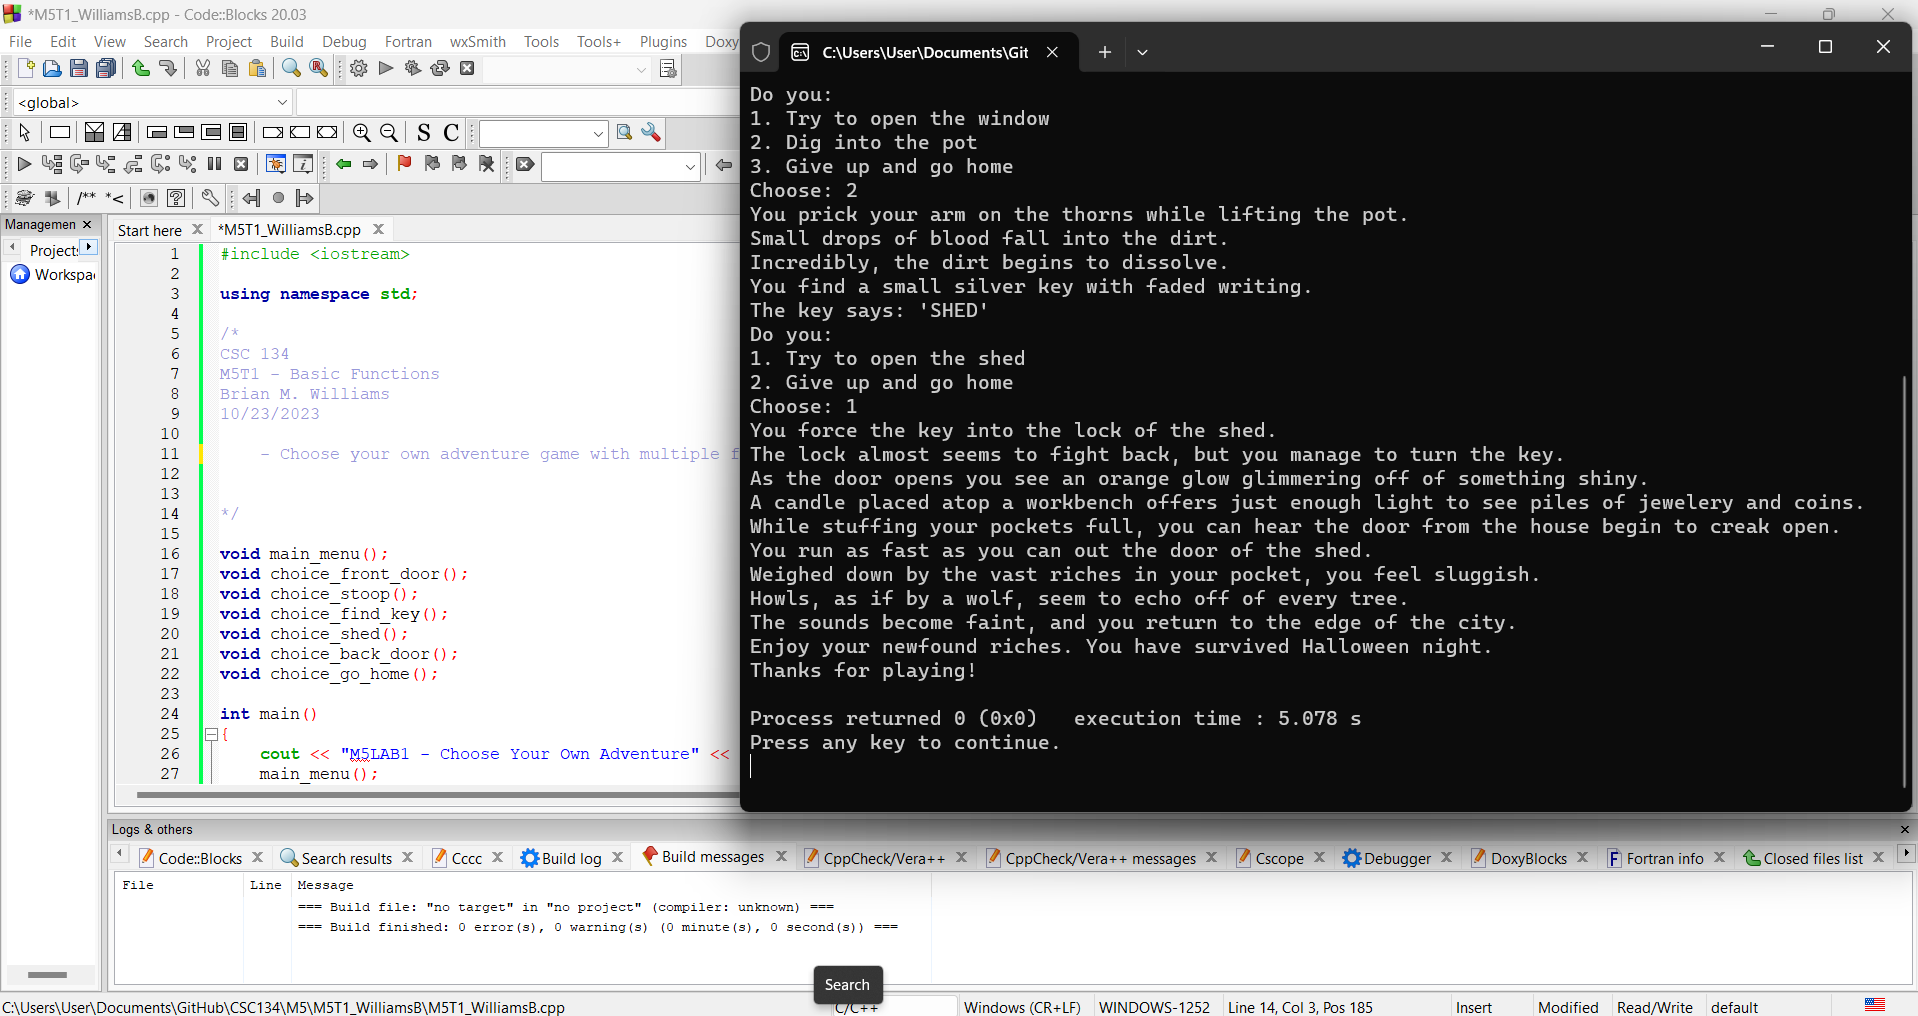 *M5T1_WilliamsB.cpp - Code::Blocks 20.03
File Edit View Search Project Build Debug Fortran wxSmith Tools Tools+ Plugins Doxy
<global>
S C
/** *<
Managemen
Projects
Workspa
Start here
*M5T1_WilliamsB.cpp
1 #include <iostream>
2
3 using namespace std;
4
5 /*
6 CSC 134
7 M5T1 - Basic Functions
8 Brian M. Williams
9 10/23/2023
10
11 - Choose your own adventure game with multiple f
12
13
14 */
15
16 void main_menu();
17 void choice_front_door();
18 void choice_stoop();
19 void choice_find_key();
20 void choice_shed();
21 void choice_back_door();
22 void choice_go_home();
23
24 int main()
25 {
26 cout << "M5LAB1 - Choose Your Own Adventure" <<
27 main_menu();
C:\Users\User\Documents\Git
Do you:
1. Try to open the window
2. Dig into the pot
3. Give up and go home
Choose: 2
You prick your arm on the thorns while lifting the pot.
Small drops of blood fall into the dirt.
Incredibly, the dirt begins to dissolve.
You find a small silver key with faded writing.
The key says: 'SHED'
Do you:
1. Try to open the shed
2. Give up and go home
Choose: 1
You force the key into the lock of the shed.
The lock almost seems to fight back, but you manage to turn the key.
As the door opens you see an orange glow glimmering off of something shiny.
A candle placed atop a workbench offers just enough light to see piles of jewelery and coins.
While stuffing your pockets full, you can hear the door from the house begin to creak open.
You run as fast as you can out the door of the shed.
Weighed down by the vast riches in your pocket, you feel sluggish.
Howls, as if by a wolf, seem to echo off of every tree.
The sounds become faint, and you return to the edge of the city.
Enjoy your newfound riches. You have survived Halloween night.
Thanks for playing!
Process returned 0 (0x0)   execution time : 5.078 s
Press any key to continue.
Logs & others
Code::Blocks Search results Cccc Build log Build messages CppCheck/Vera++ CppCheck/Vera++ messages Cscope Debugger DoxyBlocks Fortran info Closed files list
File Line Message
=== Build file: "no target" in "no project" (compiler: unknown) ===
=== Build finished: 0 error(s), 0 warning(s) (0 minute(s), 0 second(s)) ===
Search
C:\Users\User\Documents\GitHub\CSC134\M5\M5T1_WilliamsB\M5T1_WilliamsB.cpp C/C++ Windows (CR+LF) WINDOWS-1252 Line 14, Col 3, Pos 185 Insert Modified Read/Write default